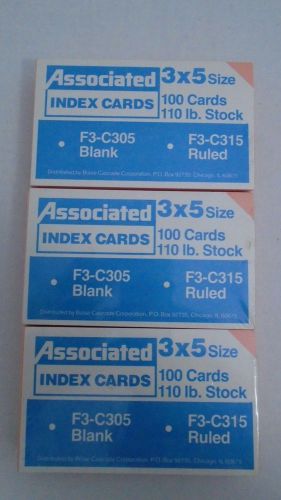 Associated 3x5 Size
INDEX CARDS 100 Cards
110 lb. Stock
• F3-C305 • F3-C315
Blank Ruled
Distributed by Boise Cascade Corporation, P.O. Box 92735, Chicago, IL 60675
Associated 3x5 Size
INDEX CARDS 100 Cards
110 lb. Stock
• F3-C305 • F3-C315
Blank Ruled
Distributed by Boise Cascade Corporation, P.O. Box 92735, Chicago, IL 60675
Associated 3x5 Size
INDEX CARDS 100 Cards
110 lb. Stock
• F3-C305 • F3-C315
Blank Ruled
Distributed by Boise Cascade Corporation, P.O. Box 92735, Chicago, IL 60675